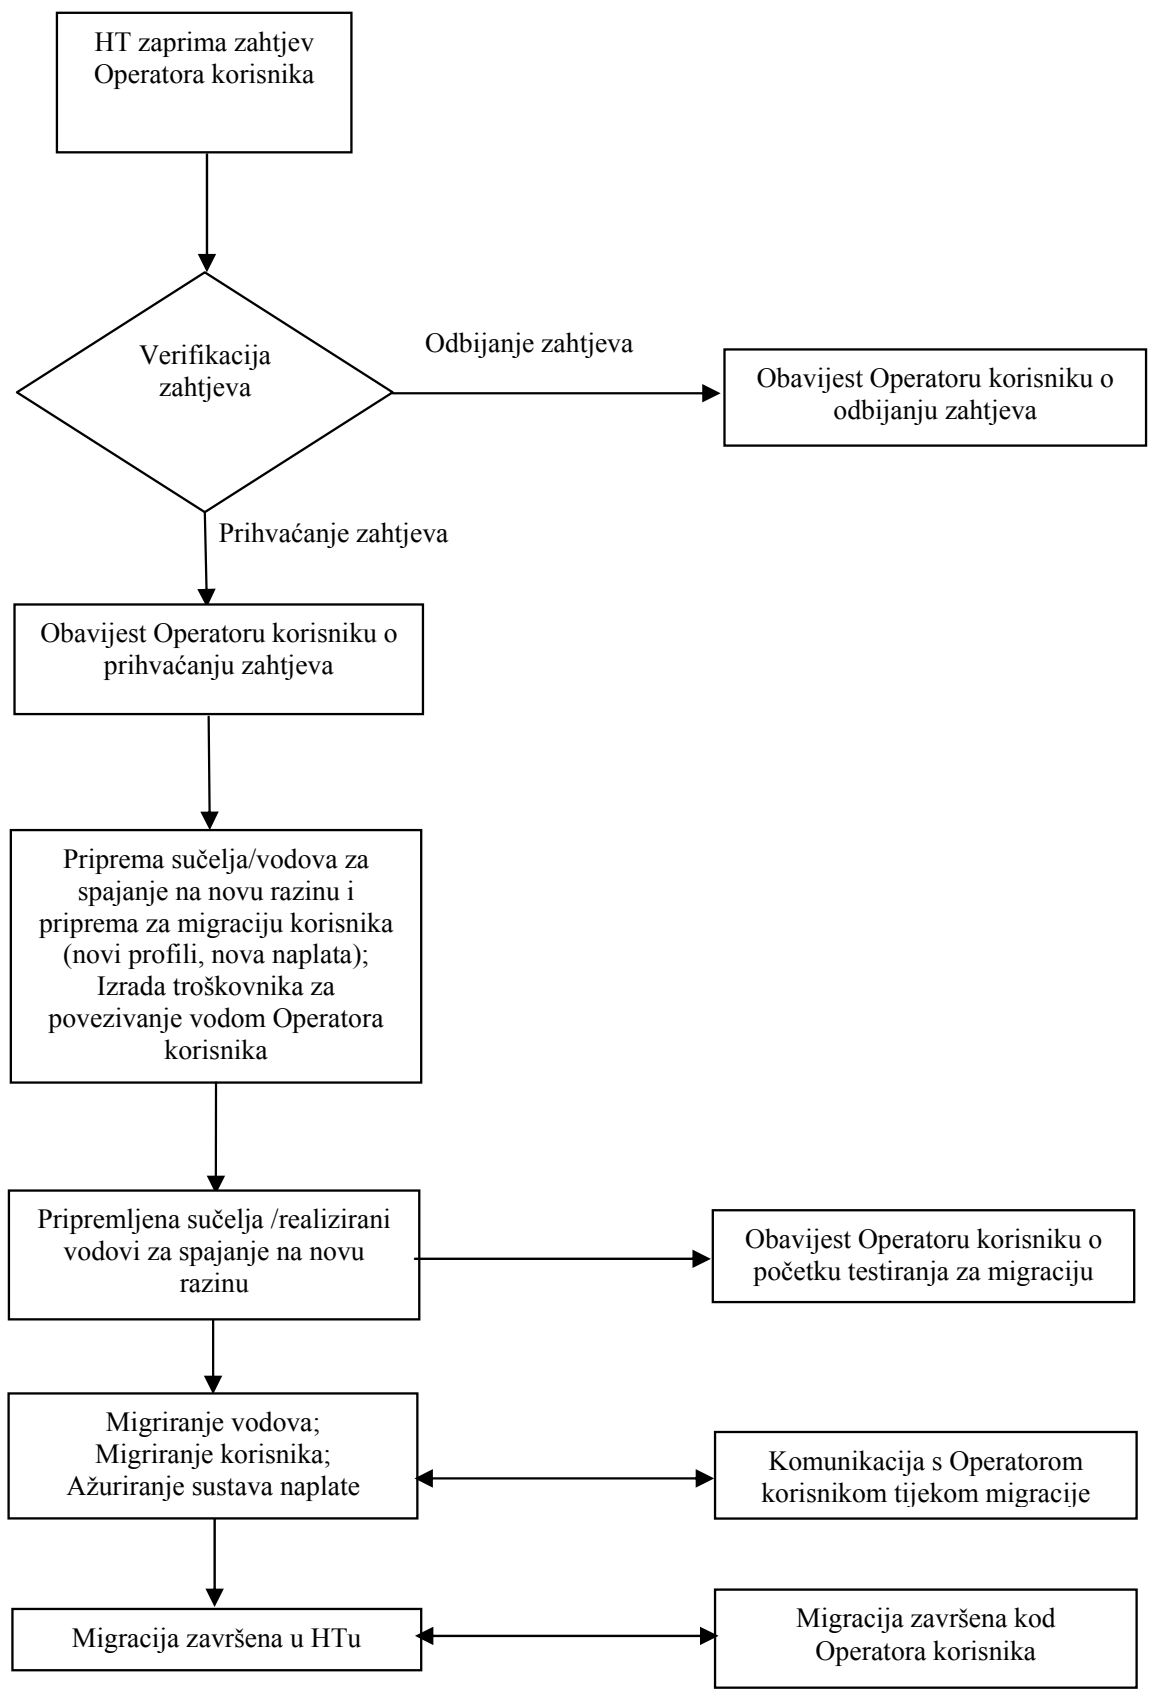 HT zaprima zahtjev
Operatora korisnika
Verifikacija
zahtjeva
Odbijanje zahtjeva
Obavijest Operatoru korisniku o
odbijanju zahtjeva
Prihvaćanje zahtjeva
Obavijest Operatoru korisniku o
prihvaćanju zahtjeva
Priprema sučelja/vodova za
spajanje na novu razinu i
priprema za migraciju korisnika
(novi profili, nova naplata);
Izrada troškovnika za
povezivanje vodom Operatora
korisnika
Pripremljena sučelja /realizirani
vodovi za spajanje na novu
razinu
Obavijest Operatoru korisniku o
početku testiranja za migraciju
Migriranje vodova;
Migriranje korisnika;
Ažuriranje sustava naplate
Komunikacija s Operatorom
korisnikom tijekom migracije
Migracija završena u HTu
Migracija završena kod
Operatora korisnika